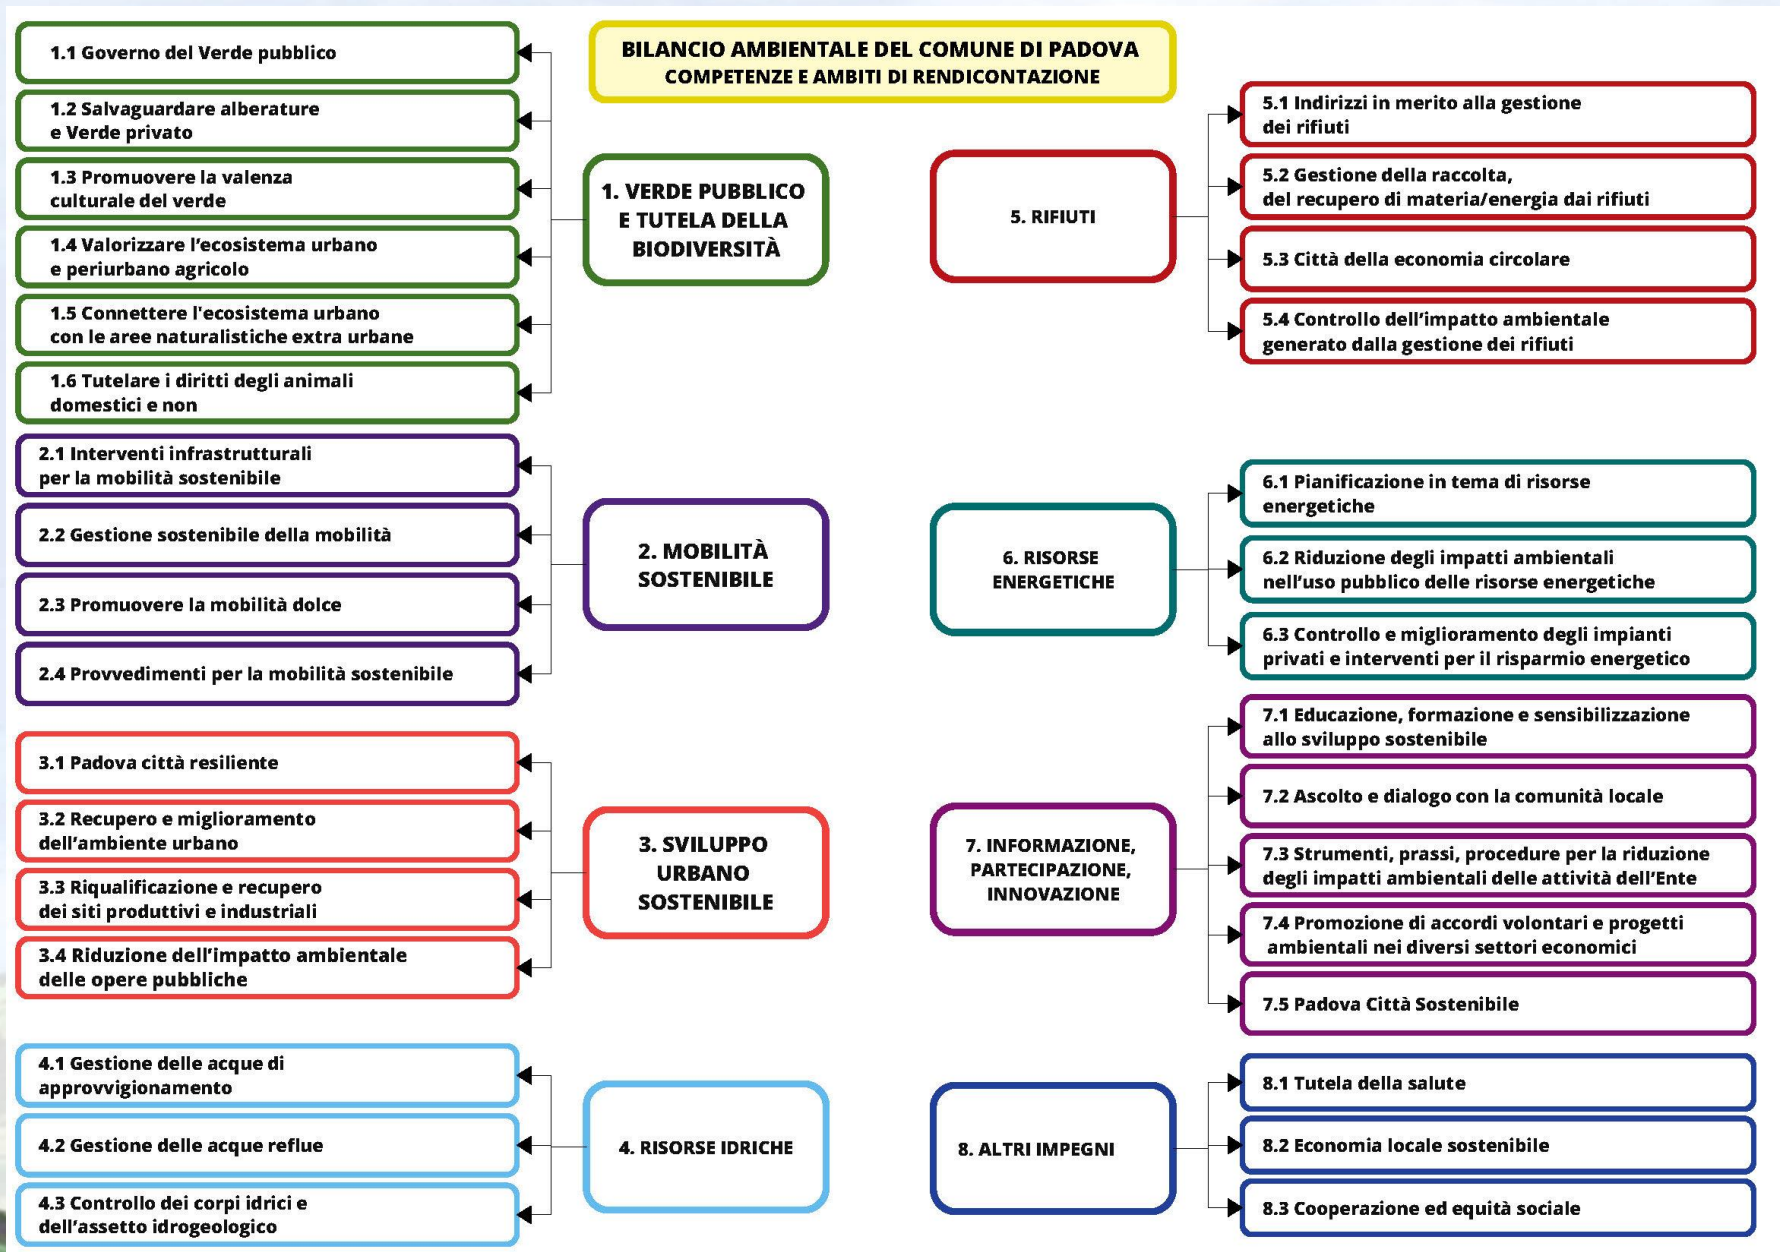 BILANCIO AMBIENTALE DEL COMUNE DI PADOVA
COMPETENZE E AMBITI DI RENDICONTAZIONE
1. VERDE PUBBLICO
E TUTELA DELLA
BIODIVERSITÀ
1.1 Governo del Verde pubblico
1.2 Salvaguardare alberature
e Verde privato
1.3 Promuovere la valenza
culturale del verde
1.4 Valorizzare l'ecosistema urbano
e periurbano agricolo
1.5 Connettere l'ecosistema urbano
con le aree naturalistiche extra urbane
1.6 Tutelare i diritti degli animali
domestici e non
2. MOBILITÀ
SOSTENIBILE
2.1 Interventi infrastrutturali
per la mobilità sostenibile
2.2 Gestione sostenibile della mobilità
2.3 Promuovere la mobilità dolce
2.4 Provvedimenti per la mobilità sostenibile
3. SVILUPPO
URBANO
SOSTENIBILE
3.1 Padova città resiliente
3.2 Recupero e miglioramento
dell'ambiente urbano
3.3 Riqualificazione e recupero
dei siti produttivi e industriali
3.4 Riduzione dell'impatto ambientale
delle opere pubbliche
4. RISORSE IDRICHE
4.1 Gestione delle acque di
approvvigionamento
4.2 Gestione delle acque reflue
4.3 Controllo dei corpi idrici e
dell'assetto idrogeologico
5. RIFIUTI
5.1 Indirizzi in merito alla gestione
dei rifiuti
5.2 Gestione della raccolta,
del recupero di materia/energia dai rifiuti
5.3 Città della economia circolare
5.4 Controllo dell'impatto ambientale
generato dalla gestione dei rifiuti
6. RISORSE
ENERGETICHE
6.1 Pianificazione in tema di risorse
energetiche
6.2 Riduzione degli impatti ambientali
nell'uso pubblico delle risorse energetiche
6.3 Controllo e miglioramento degli impianti
privati e interventi per il risparmio energetico
7. INFORMAZIONE,
PARTECIPAZIONE,
INNOVAZIONE
7.1 Educazione, formazione e sensibilizzazione
allo sviluppo sostenibile
7.2 Ascolto e dialogo con la comunità locale
7.3 Strumenti, prassi, procedure per la riduzione
degli impatti ambientali delle attività dell'Ente
7.4 Promozione di accordi volontari e progetti
ambientali nei diversi settori economici
7.5 Padova Città Sostenibile
8. ALTRI IMPEGNI
8.1 Tutela della salute
8.2 Economia locale sostenibile
8.3 Cooperazione ed equità sociale